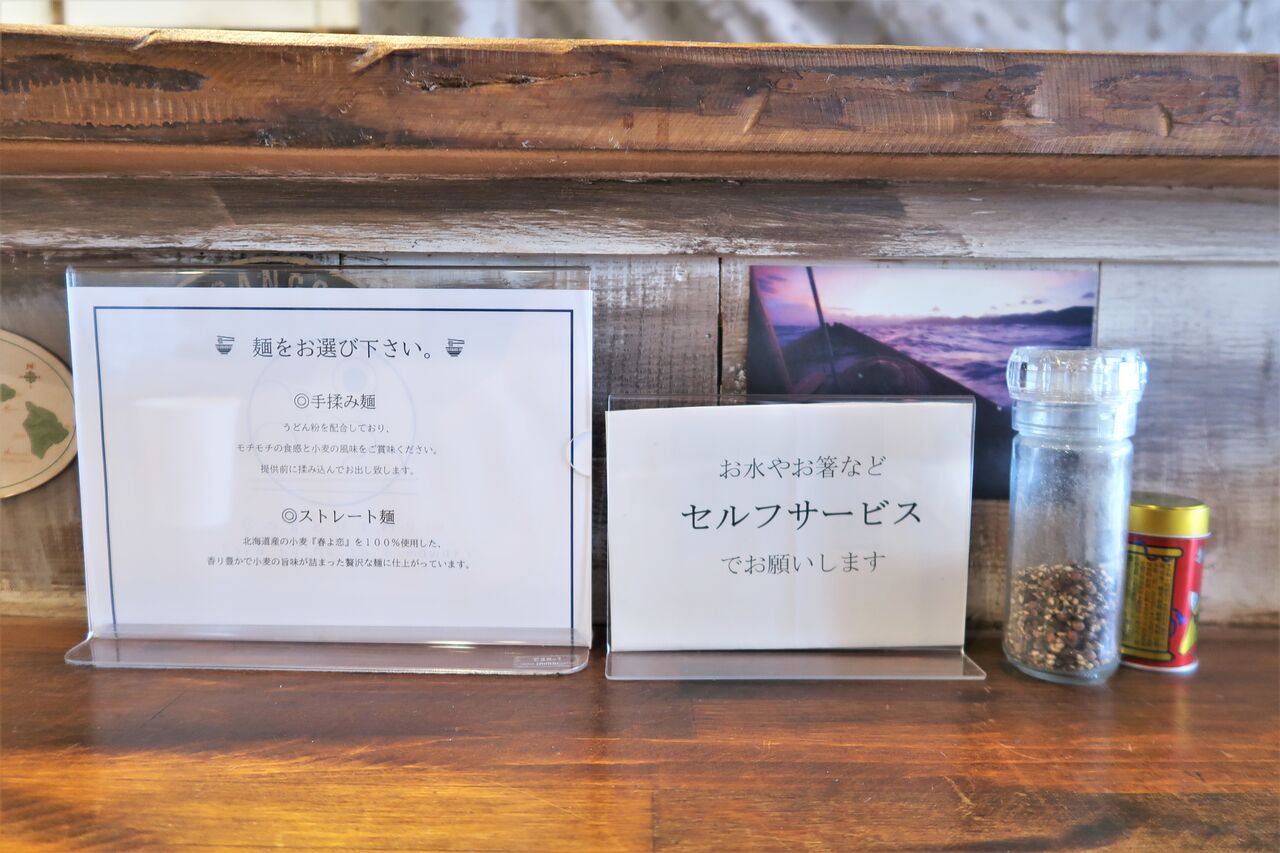 麺をお選び下さい。
◎手揉み麺
うどん粉を配合しており、
モチモチの食感と小麦の風味をご賞味ください。
提供前に揉み込んでお出し致します。
◎ストレート麺
北海道産の小麦『春よ恋』を１００％使用した、
香り豊かで小麦の旨味が詰まった贅沢な麺に仕上がっています。
お水やお箸など
セルフサービス
でお願いします